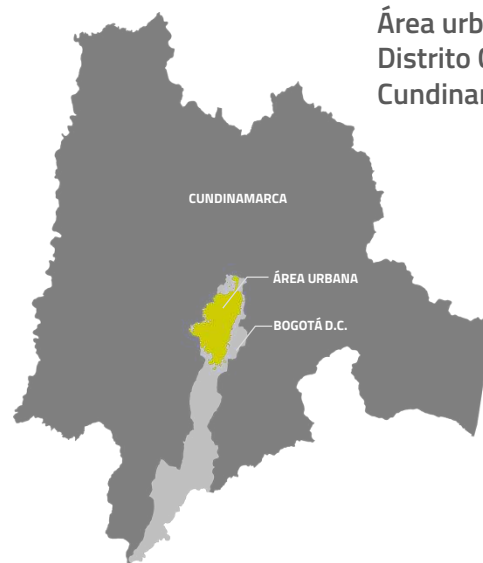 Área
Distrito
CUNDINAMARCA
ÁREA URBANA
BOGOTÁ D.C.